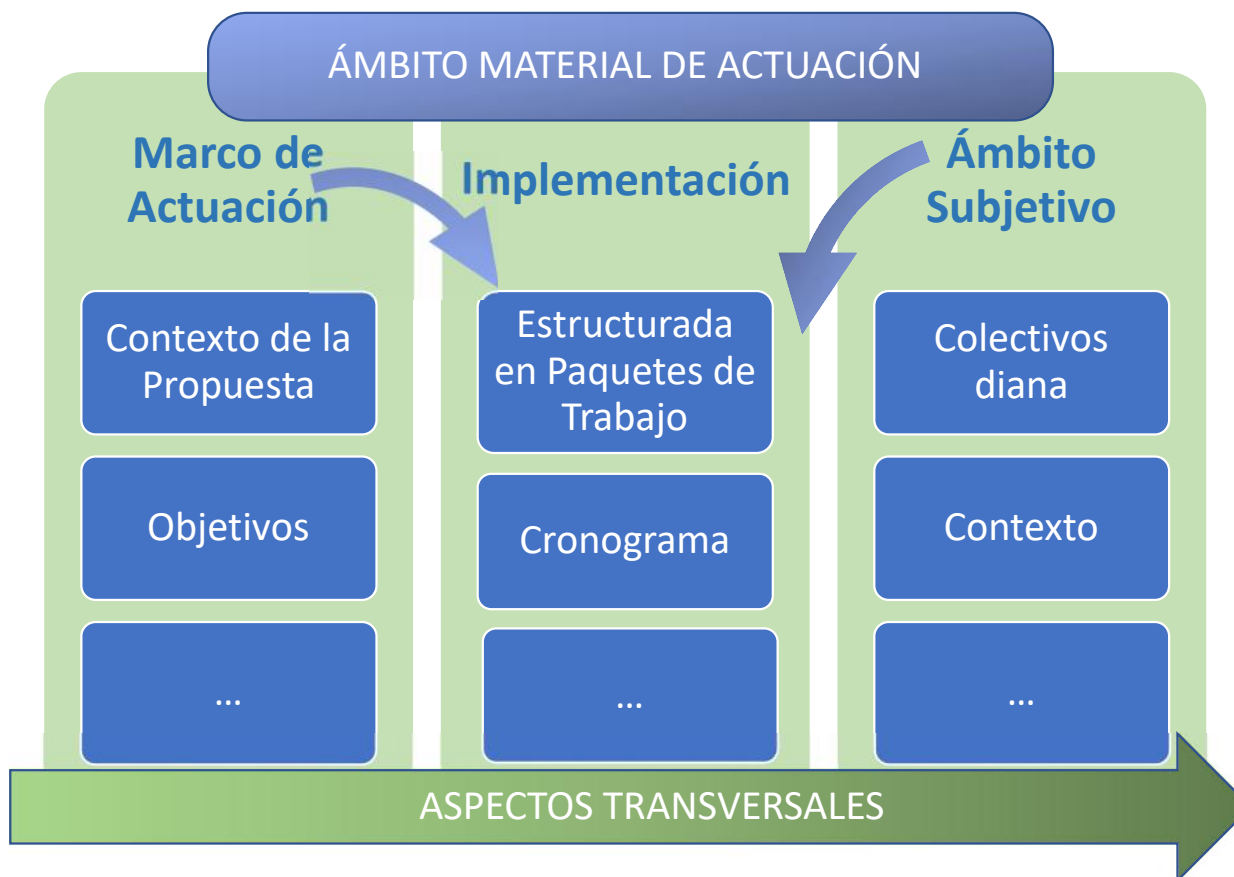 ÁMBITO MATERIAL DE ACTUACIÓN
Marco de
Actuación
Contexto de la
Propuesta
Objetivos
...
Implementación
Estructurada
en Paquetes de
Trabajo
Cronograma
...
Ámbito
Subjetivo
Colectivos
diana
Contexto
...
ASPECTOS TRANSVERSALES